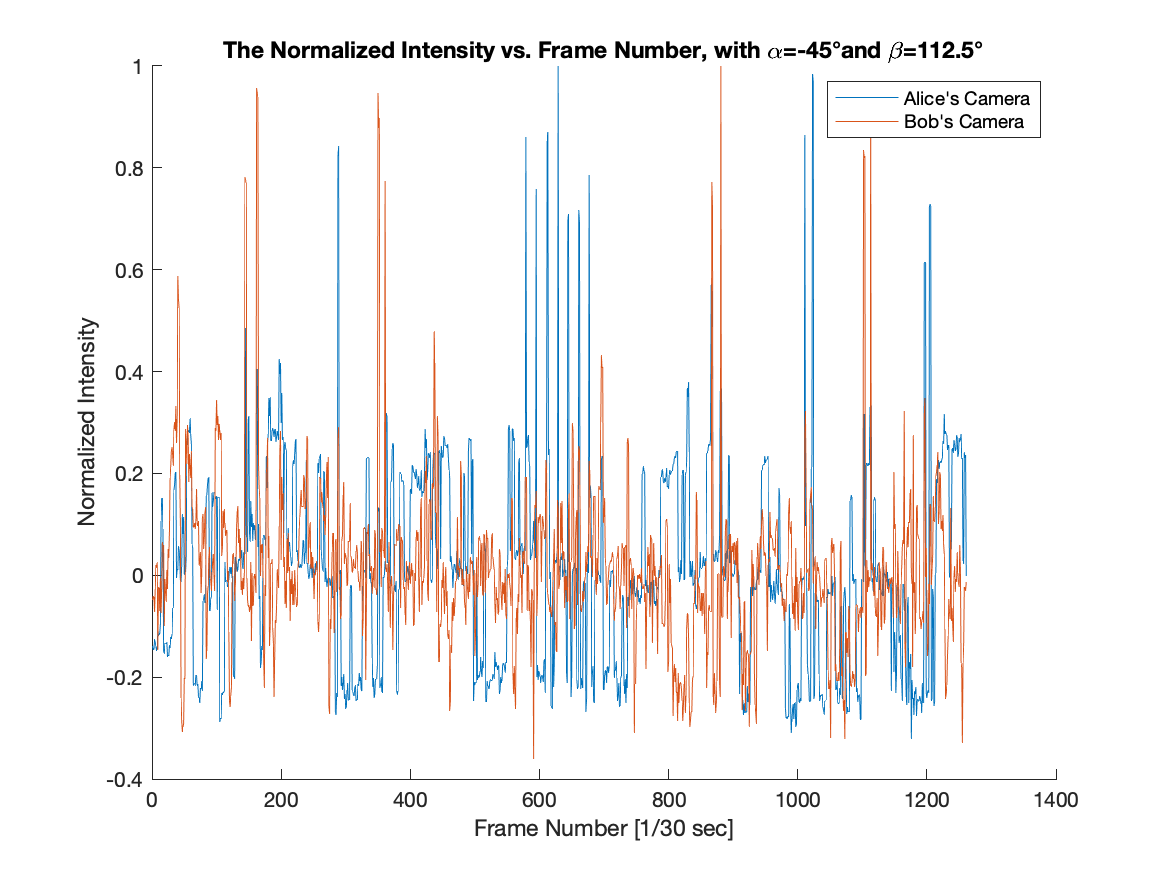 The Normalized Intensity vs. Frame Number, with α=-45°and β=112.5°
Alice's Camera
Bob's Camera
1
0.8
0.6
0.4
0.2
0
-0.2
-0.4
Normalized Intensity
0 200 400 600 800 1000 1200 1400
Frame Number [1/30 sec]